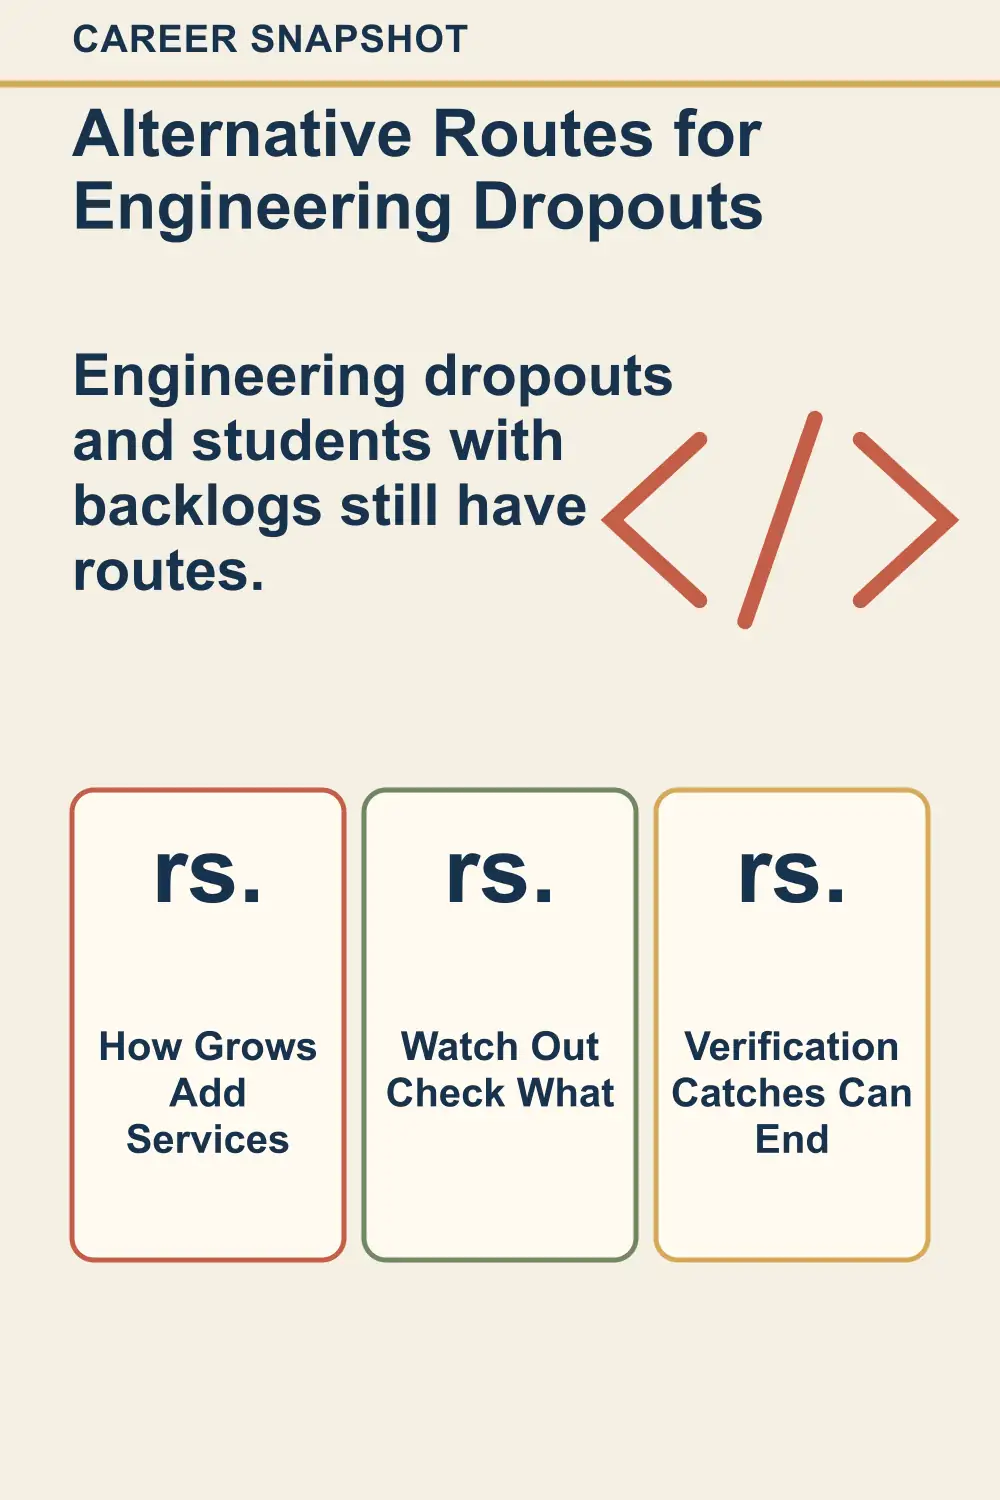 CAREER SNAPSHOT
Alternative Routes for
Engineering Dropouts
Engineering dropouts
and students with
backlogs still have
routes.
</>
rs.
How Grows
Add
Services
rs.
Watch Out
Check What
rs.
Verification
Catches Can
End